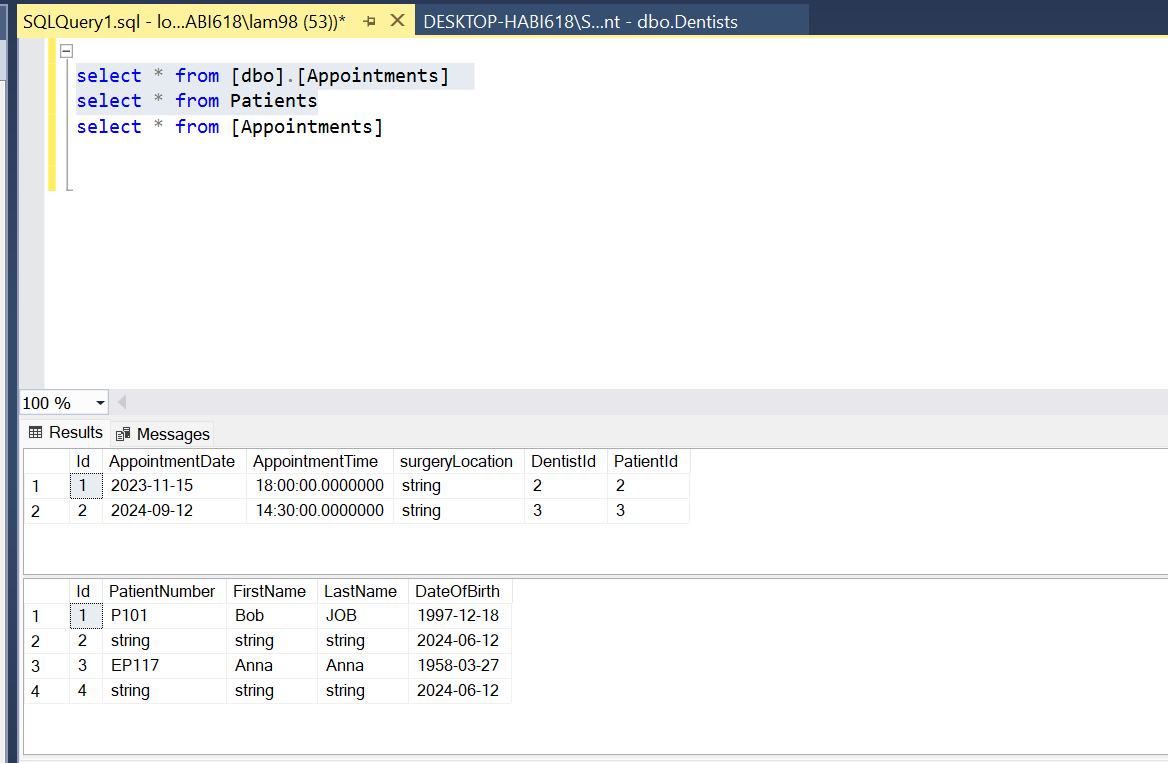 SQLQuery1.sql - lo...ABI618\lam98 (53))* DESKTOP-HABI618\S...nt - dbo.Dentists
select * from [dbo].[Appointments]
select * from Patients
select * from [Appointments]
100 %
Results Messages
Id AppointmentDate AppointmentTime surgeryLocation DentistId PatientId
1 1 2023-11-15 18:00:00.0000000 string 2 2
2 2 2024-09-12 14:30:00.0000000 string 3 3
Id PatientNumber FirstName LastName DateOfBirth
1 1 P101 Bob JOB 1997-12-18
2 2 string string string 2024-06-12
3 3 EP117 Anna Anna 1958-03-27
4 4 string string string 2024-06-12